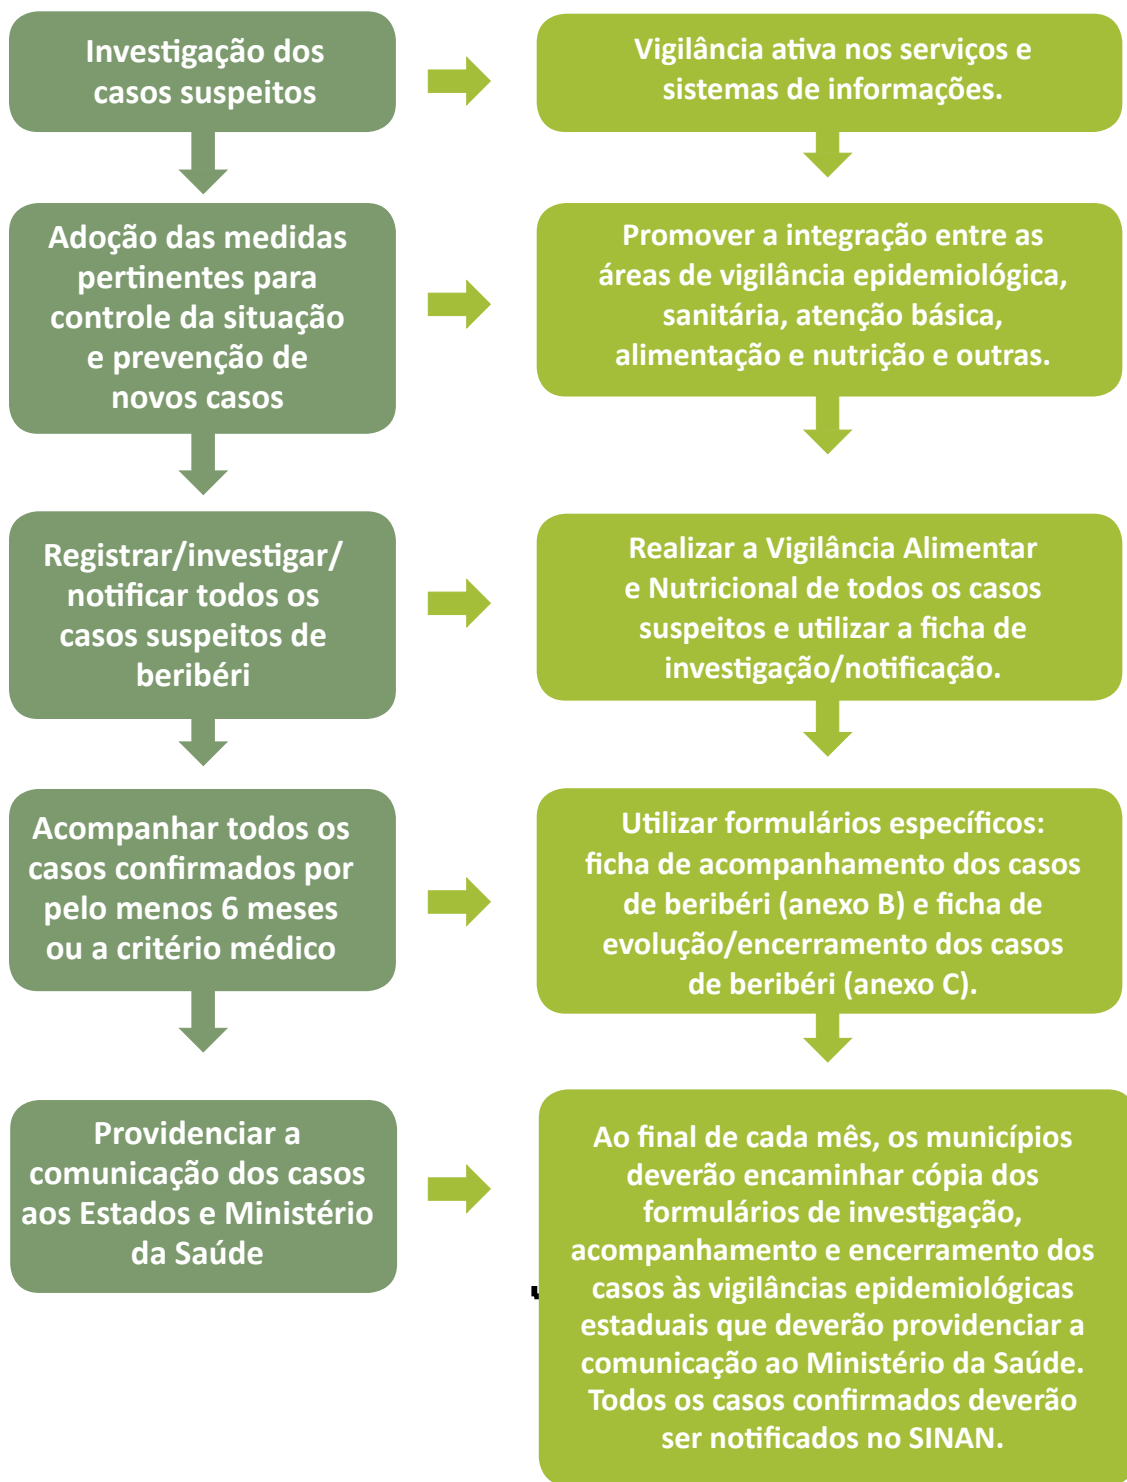 Investigação dos
casos suspeitos
Vigilância ativa nos serviços e
sistemas de informações.
Adoção das medidas
pertinentes para
controle da situação
e prevenção de
novos casos
Promover a integração entre as
áreas de vigilância epidemiológica,
sanitária, atenção básica,
alimentação e nutrição e outras.
Registrar/investigar/
notificar todos os
casos suspeitos de
beribéri
Realizar a Vigilância Alimentar
e Nutricional de todos os casos
suspeitos e utilizar a ficha de
investigação/notificação.
Acompanhar todos os
casos confirmados por
pelo menos 6 meses
ou a critério médico
Utilizar formulários específicos:
ficha de acompanhamento dos casos
de beribéri (anexo B) e ficha de
evolução/encerramento dos casos
de beribéri (anexo C).
Providenciar a
comunicação dos casos
aos Estados e Ministério
da Saúde
Ao final de cada mês, os municípios
deverão encaminhar cópia dos
formulários de investigação,
acompanhamento e encerramento dos
casos às vigilâncias epidemiológicas
estaduais que deverão providenciar a
comunicação ao Ministério da Saúde.
Todos os casos confirmados deverão
ser notificados no SINAN.